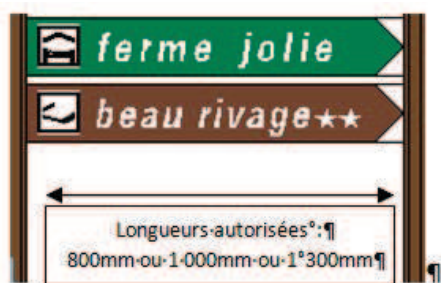 ferme jolie
beau rivage★★
Longueurs·autorisées°:¶
800mm·ou·1·000mm·ou·1°300mm¶
¶